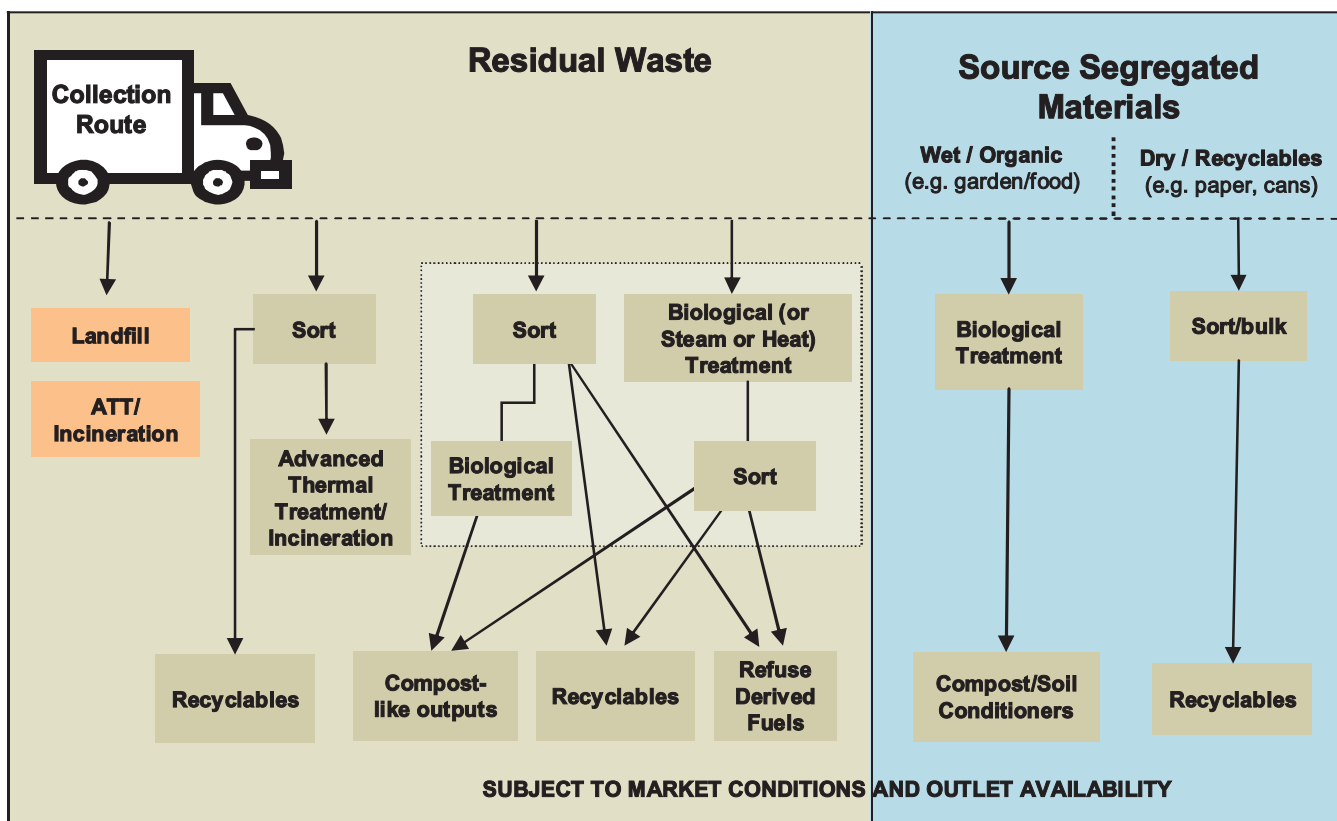 Collection
Route
Residual Waste
Source Segregated
Materials
Wet / Organic
(e.g. garden/food)
Dry / Recyclables
(e.g. paper, cans)
Landfill
ATT/
Incineration
Sort
Advanced
Thermal
Treatment/
Incineration
Sort
Biological
Treatment
Biological (or
Steam or Heat)
Treatment
Sort
Biological
Treatment
Sort/bulk
Recyclables
Compost-
like outputs
Recyclables
Refuse
Derived
Fuels
Compost/Soil
Conditioners
Recyclables
SUBJECT TO MARKET CONDITIONS AND OUTLET AVAILABILITY